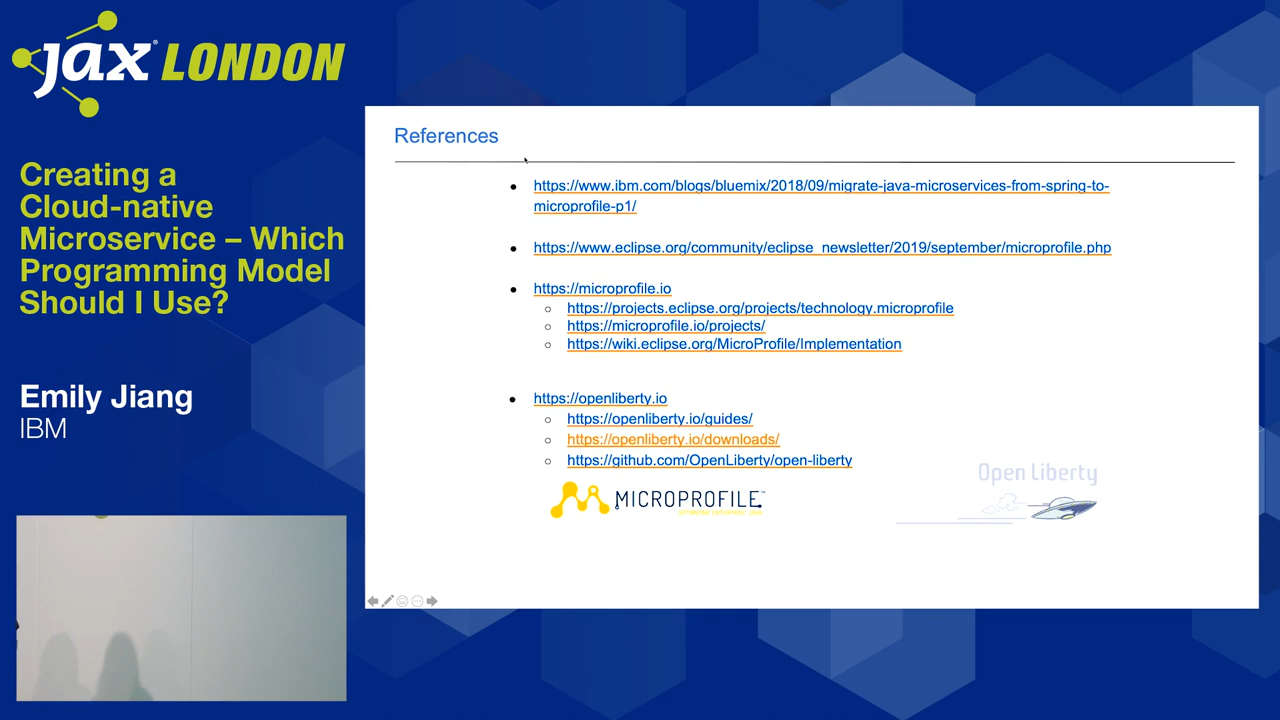 jax LONDON
Creating a
Cloud-native
Microservice – Which
Programming Model
Should I Use?
Emily Jiang
IBM
References
https://www.ibm.com/blogs/bluemix/2018/09/migrate-java-microservices-from-spring-to-
microprofile-p1/
https://www.eclipse.org/community/eclipse_newsletter/2019/september/microprofile.php
https://microprofile.io
https://projects.eclipse.org/projects/technology.microprofile
https://microprofile.io/projects/
https://wiki.eclipse.org/MicroProfile/Implementation
https://openliberty.io
https://openliberty.io/guides/
https://openliberty.io/downloads/
https://github.com/OpenLiberty/open-liberty
Open Liberty
MICROPROFILE